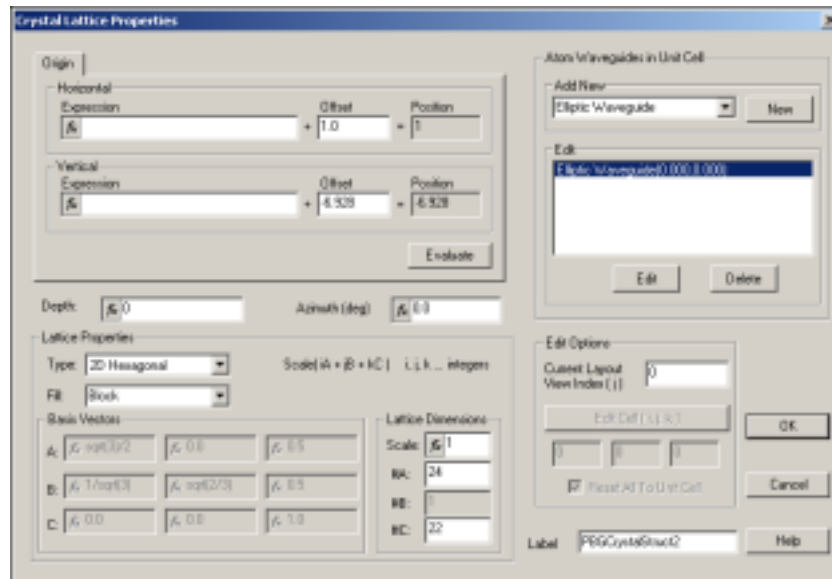 Crystal Lattice Properties
Origin
Horizontal
Expression Offset Position
+ 1.0 = 1
Vertical
Expression Offset Position
+ -6.928 = -6.928
Evaluate
Depth: 0 Azimuth (deg) 0.0
Lattice Properties
Type: 2D Hexagonal Scale( iA + jB + kC ) i, j, k ... integers
Fill: Block
Basis Vectors
A: sqrt(3)/2 0.0 0.5
B: 1/sqrt(3) sqrt(2/3) 0.5
C: 0.0 0.0 1.0
Lattice Dimensions
Scale: 1
RA: 24
RB: 1
RC: 22
Atom Waveguides in Unit Cell
Add New
Elliptic Waveguide New
Edit
Elliptic Waveguide(0.000,0.000)
Edit Delete
Edit Options
Current Layout
View Index ( j ) 0
Edit Cell ( i, j, k )
0 0 0
Reset All To Unit Cell
OK
Cancel
Label PBGCrystalStruct2 Help